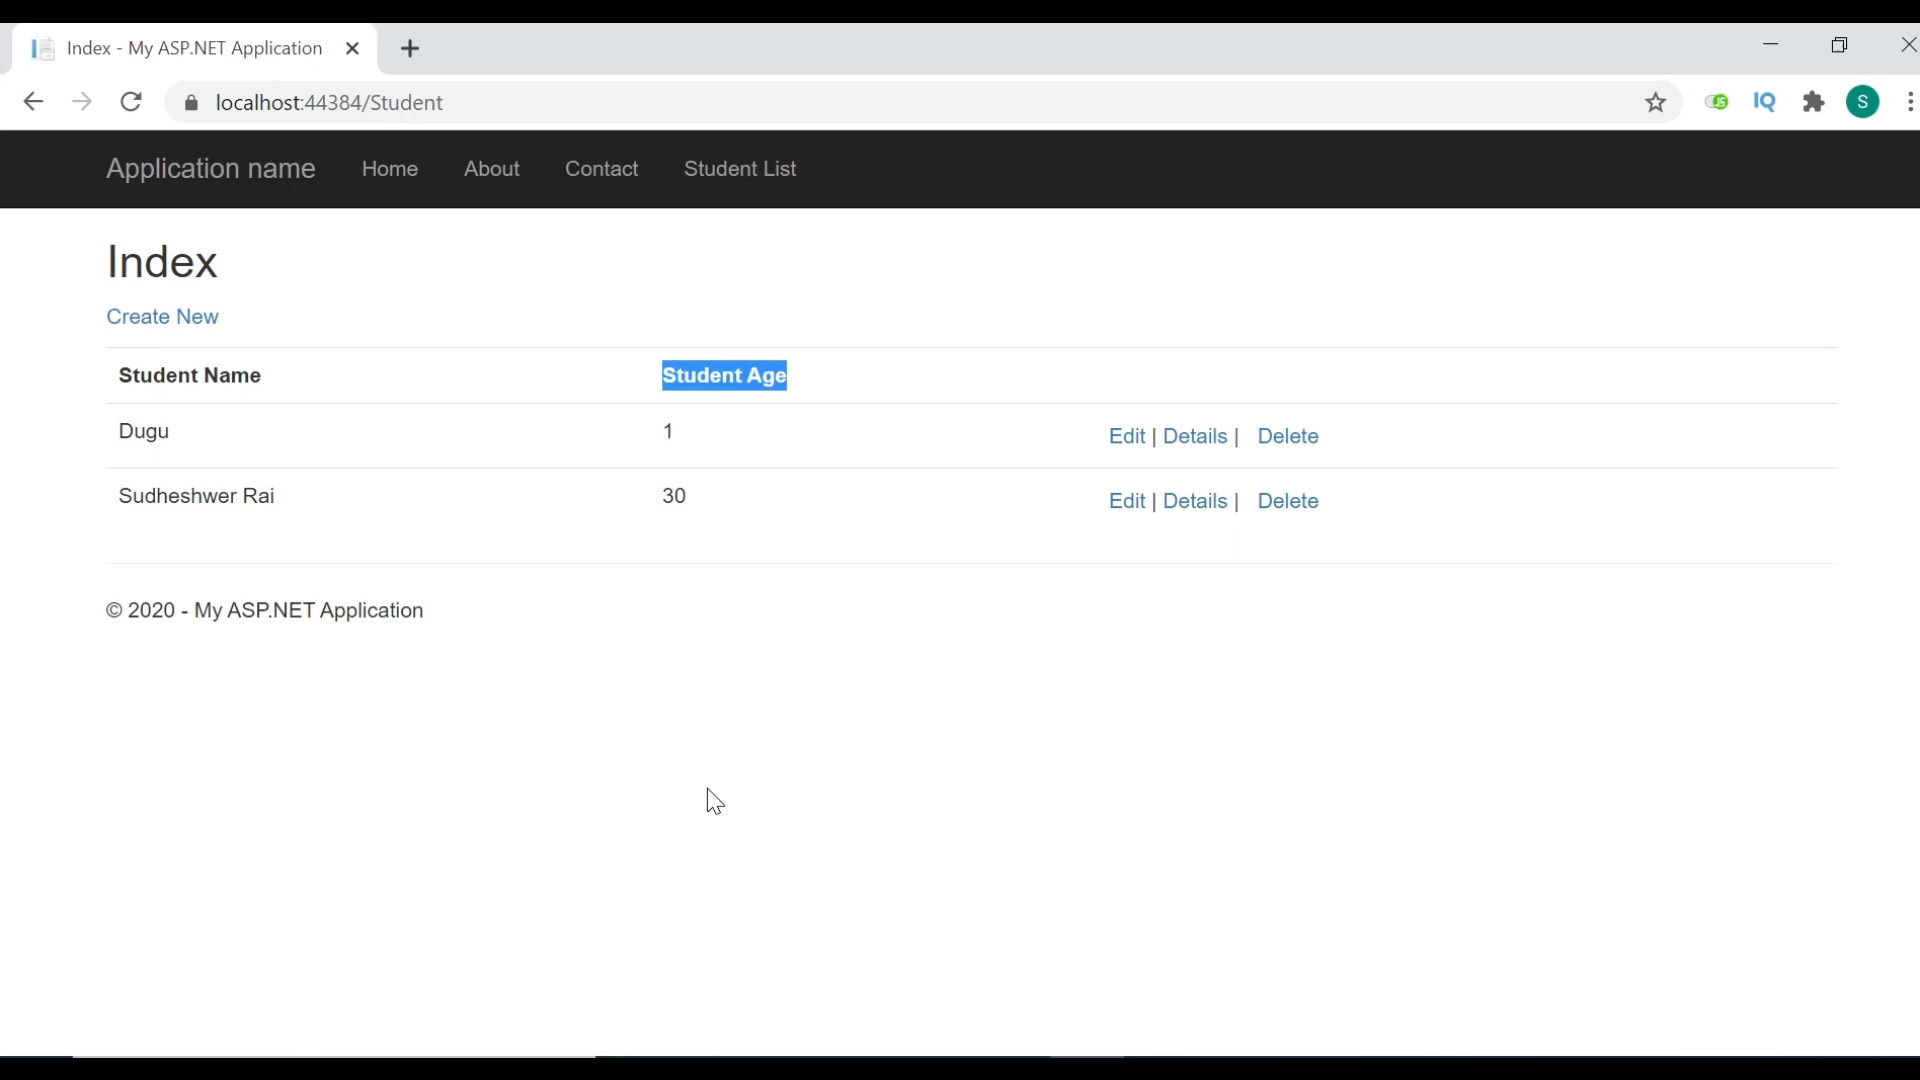 Index - My ASP.NET Application
localhost:44384/Student
JS
IQ
S
Application name Home About Contact Student List
Index
Create New
Student Name Student Age
Dugu 1 Edit | Details | Delete
Sudheshwer Rai 30 Edit | Details | Delete
© 2020 - My ASP.NET Application